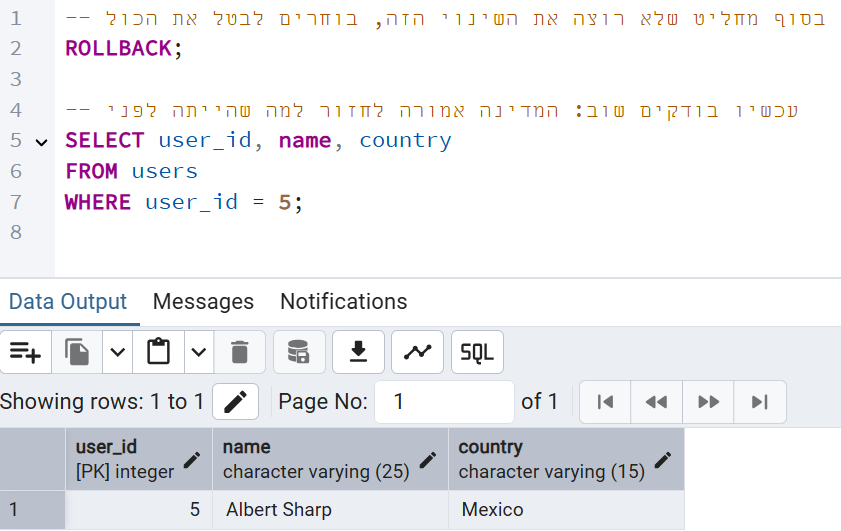 1 -- בסוף מחליט שלא רוצה את השינוי הזה, בוחרים לבטל את הכול
2 ROLLBACK;
3
4 -- עכשיו בודקים שוב: המדינה אמורה לחזור למה שהייתה לפני
5 SELECT user_id, name, country
6 FROM users
7 WHERE user_id = 5;
8
Data Output Messages Notifications
SQL
Showing rows: 1 to 1 Page No: 1 of 1
user_id name country
[PK] integer character varying (25) character varying (15)
1 5 Albert Sharp Mexico